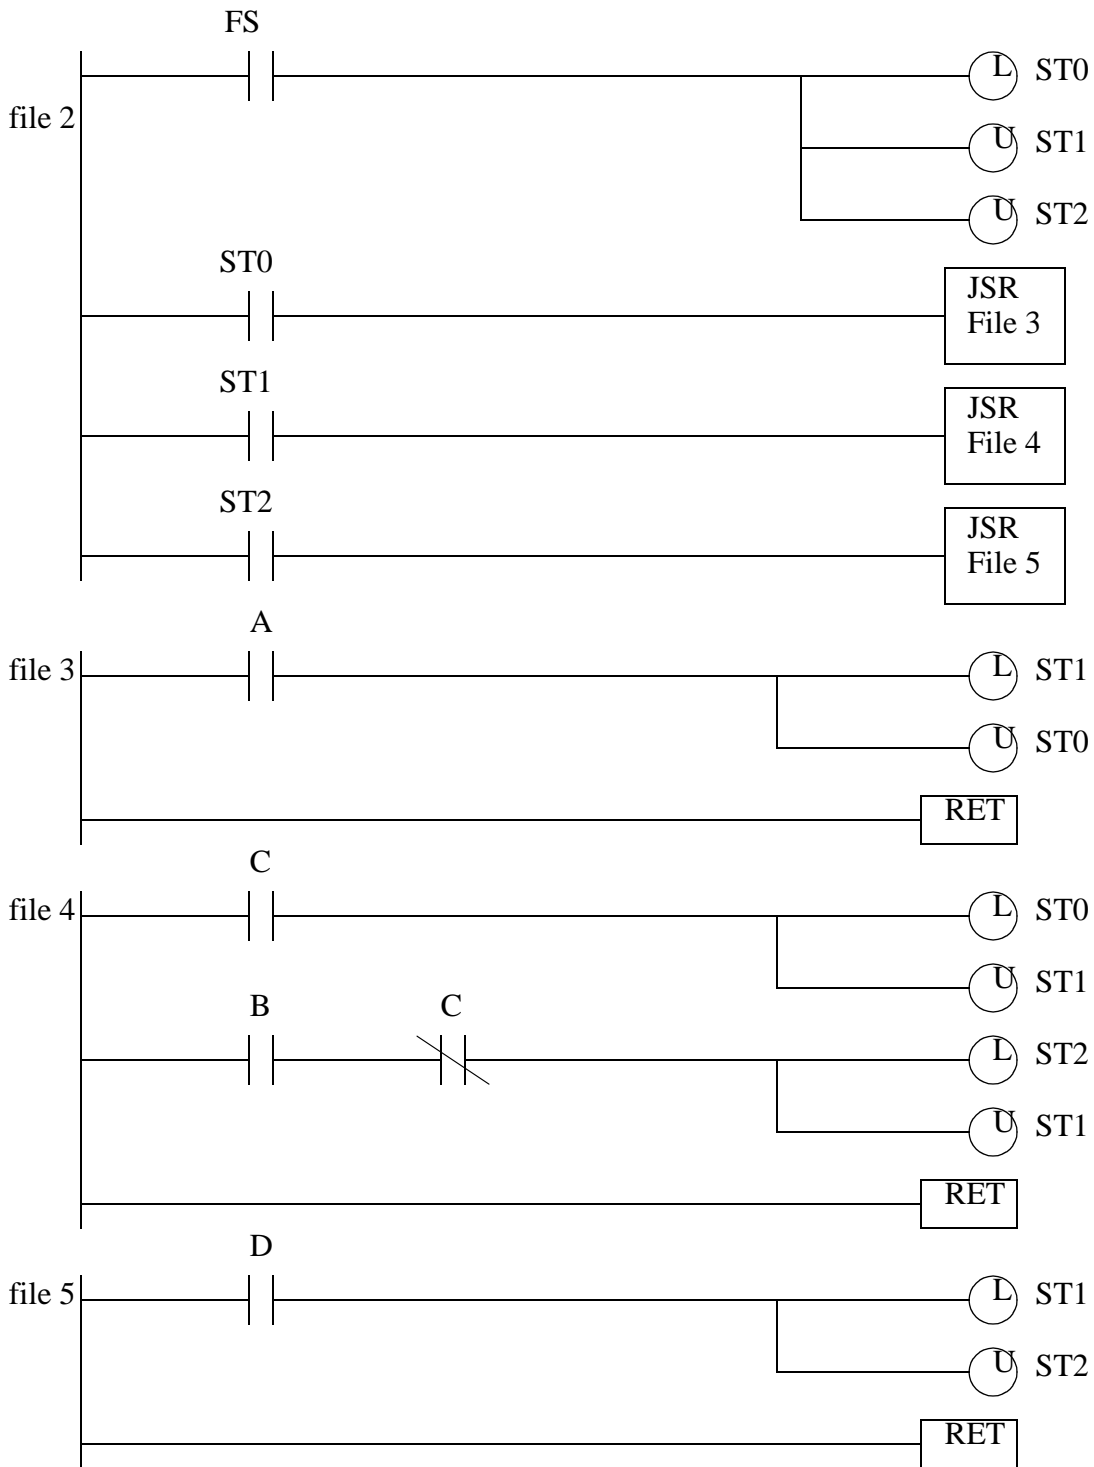 FS
L ST0
file 2
U ST1
U ST2
ST0
JSR
File 3
ST1
JSR
File 4
ST2
JSR
File 5
A
file 3
L ST1
U ST0
RET
C
file 4
L ST0
U ST1
B C
L ST2
U ST1
RET
D
file 5
L ST1
U ST2
RET